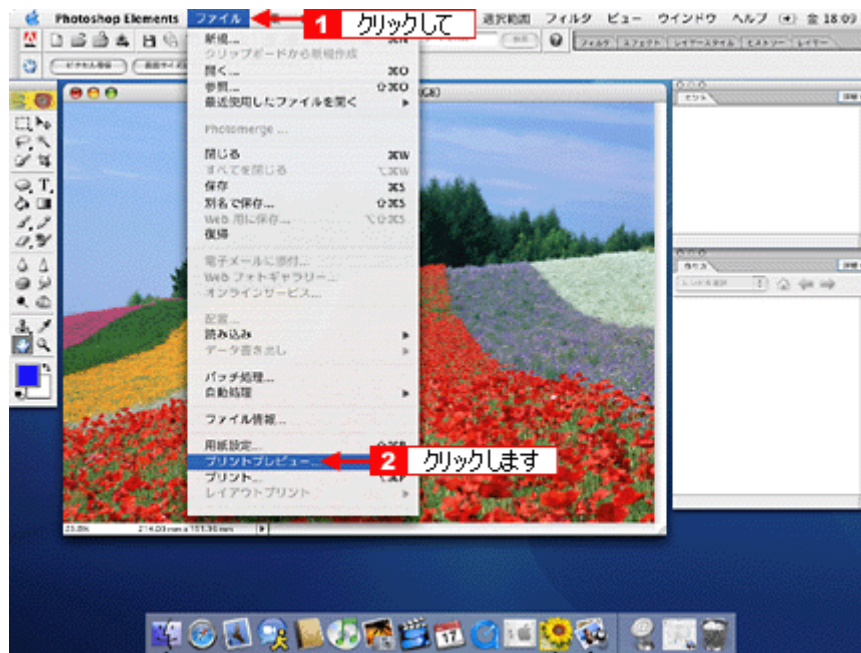 Photoshop Elements ファイル 選択範囲 フィルタ ビュー ウインドウ ヘルプ 金 18:03
1 クリックして
新規... ⌘N
クリップボードから新規作成
開く... ⌘O
参照... ⇧⌘O
最近使用したファイルを開く
Photomerge ...
閉じる ⌘W
すべてを閉じる ⌥⌘W
保存 ⌘S
別名で保存... ⇧⌘S
Web 用に保存... ⌥⇧⌘S
復帰
電子メールに添付...
Web フォトギャラリー...
オンラインサービス...
配置...
読み込み
データ書き出し
バッチ処理...
自動処理
ファイル情報...
用紙設定... ⇧⌘P
プリントプレビュー...
2 クリックします
プリント... ⌥⌘P
レイアウトプリント
ヒント
17